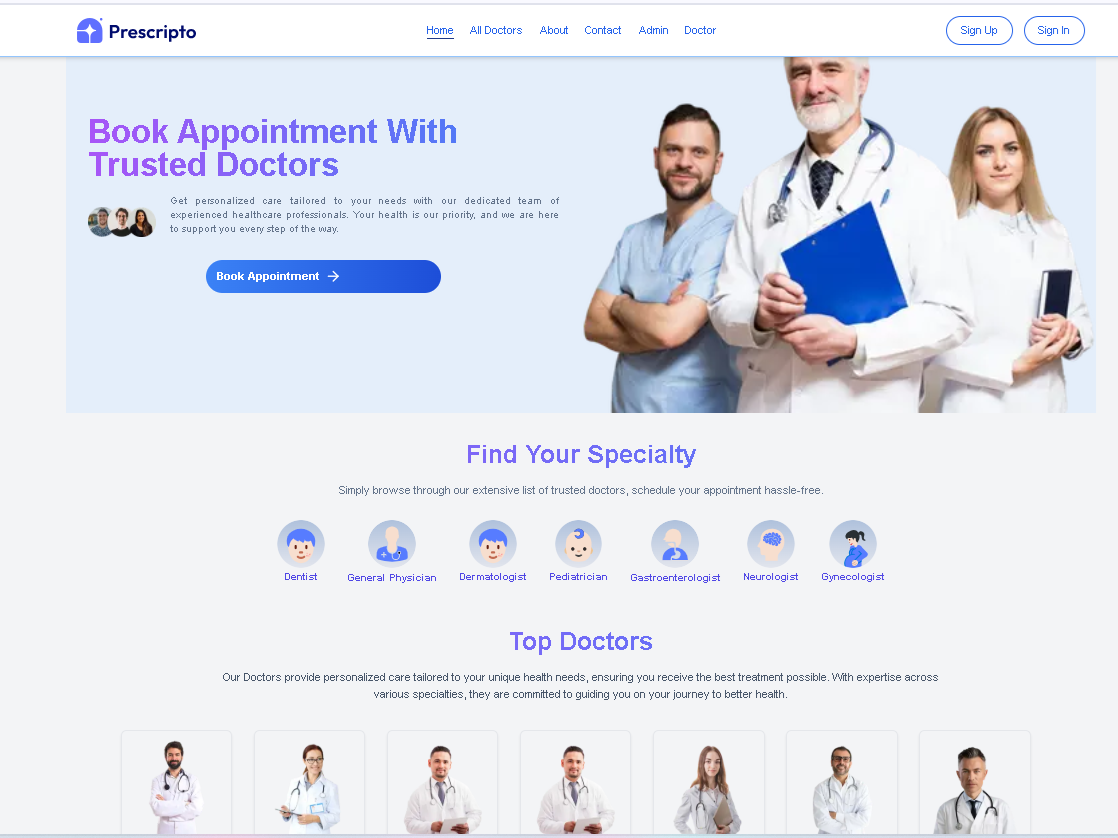 Prescripto
Home All Doctors About Contact Admin Doctor
Sign Up Sign In
Book Appointment With
Trusted Doctors
Get personalized care tailored to your needs with our dedicated team of
experienced healthcare professionals. Your health is our priority, and we are here
to support you every step of the way.
Book Appointment →
Find Your Specialty
Simply browse through our extensive list of trusted doctors, schedule your appointment hassle-free.
Dentist General Physician Dermatologist Pediatrician Gastroenterologist Neurologist Gynecologist
Top Doctors
Our Doctors provide personalized care tailored to your unique health needs, ensuring you receive the best treatment possible. With expertise across
various specialties, they are committed to guiding you on your journey to better health.